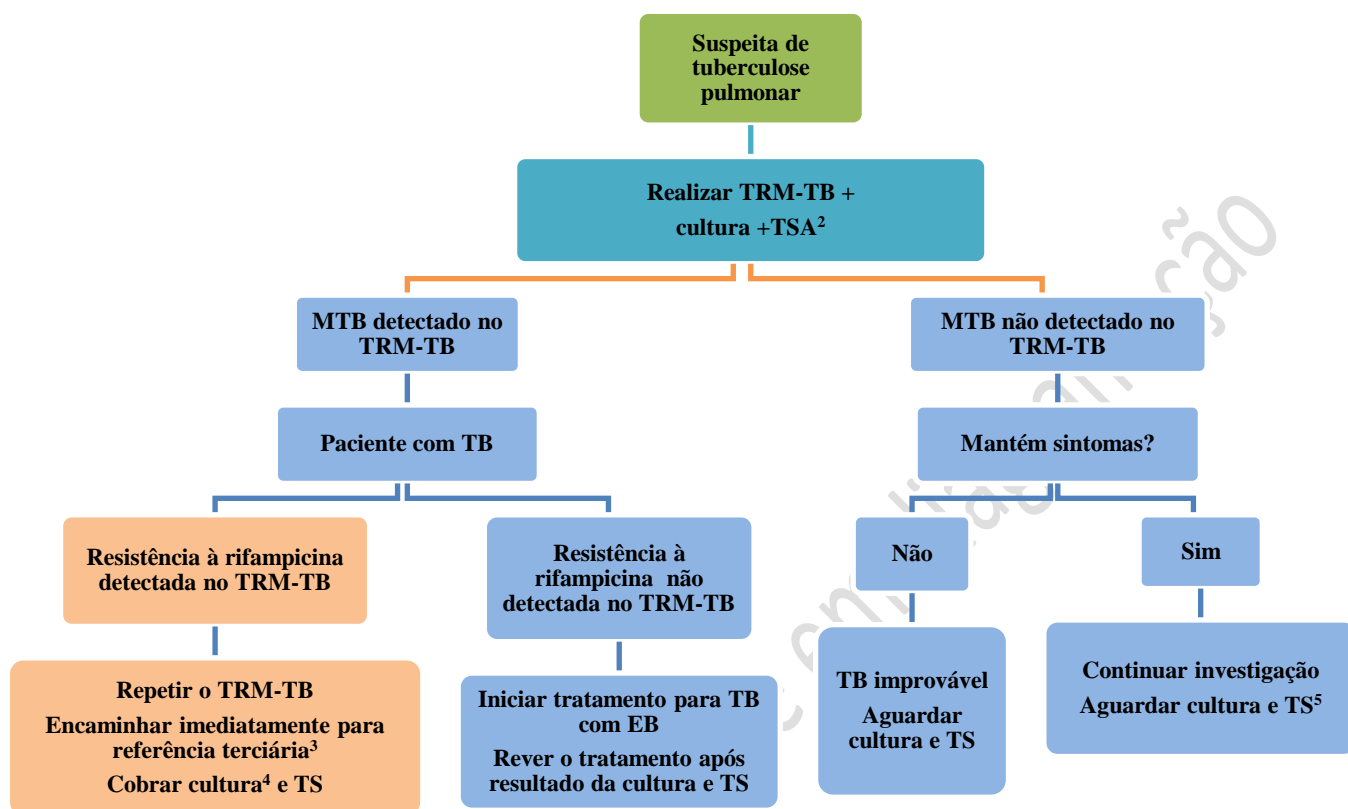 Suspeita de
tuberculose
pulmonar
Realizar TRM-TB +
cultura +TSA²
MTB detectado no
TRM-TB
MTB não detectado no
TRM-TB
Paciente com TB
Mantém sintomas?
Resistência à rifampicina
detectada no TRM-TB
Resistência à
rifampicina não
detectada no TRM-TB
Não
Sim
Repetir o TRM-TB
Encaminhar imediatamente para
referência terciária³
Cobrar cultura⁴ e TS
Iniciar tratamento para TB
com EB
Rever o tratamento após
resultado da cultura e TS
TB improvável
Aguardar
cultura e TS
Continuar investigação
Aguardar cultura e TS⁵